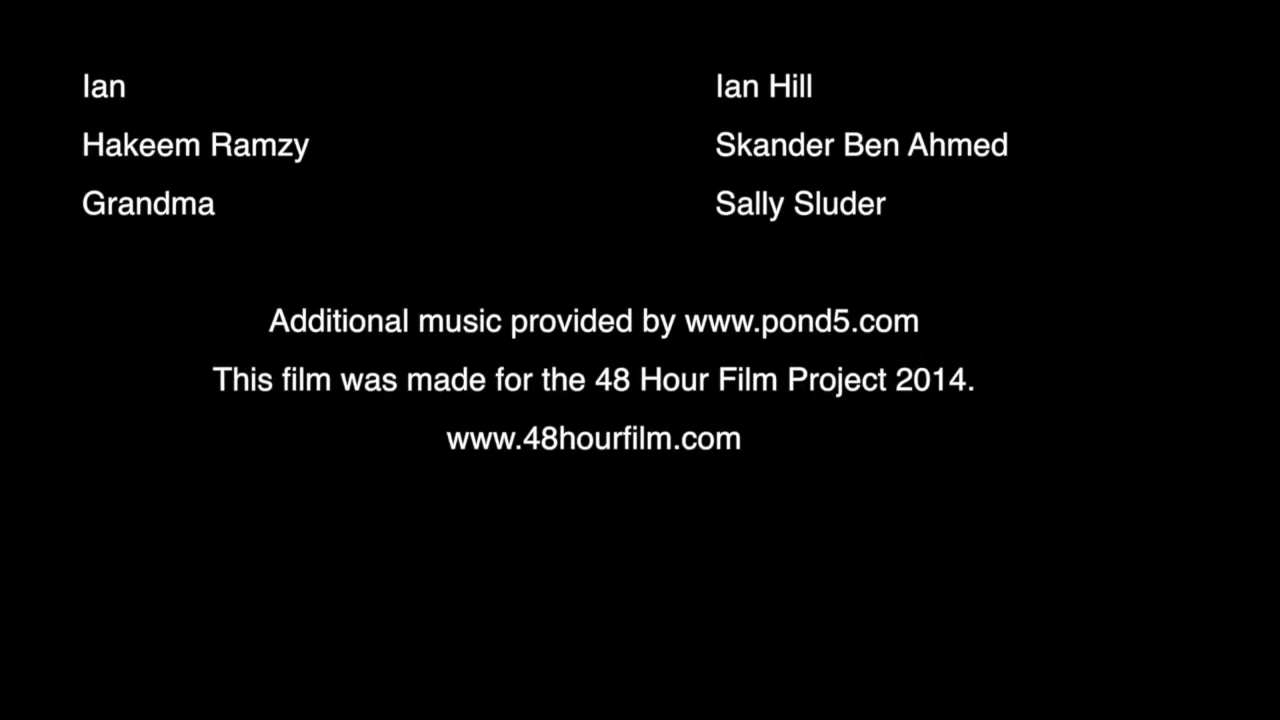 Ian Ian Hill
Hakeem Ramzy Skander Ben Ahmed
Grandma Sally Sluder
Additional music provided by www.pond5.com
This film was made for the 48 Hour Film Project 2014.
www.48hourfilm.com